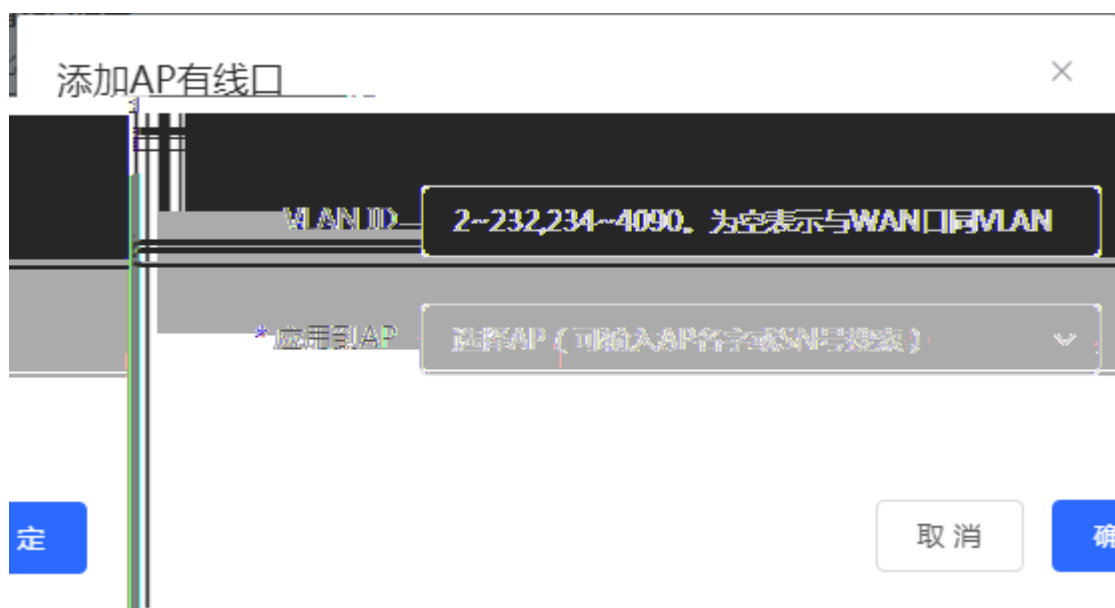 添加AP有线口
VLAN ID
2~232,234~4090。为空表示与WAN口同VLAN
* 应用到AP
选择AP（可输入AP名字或SN号搜索）
定
取消
确